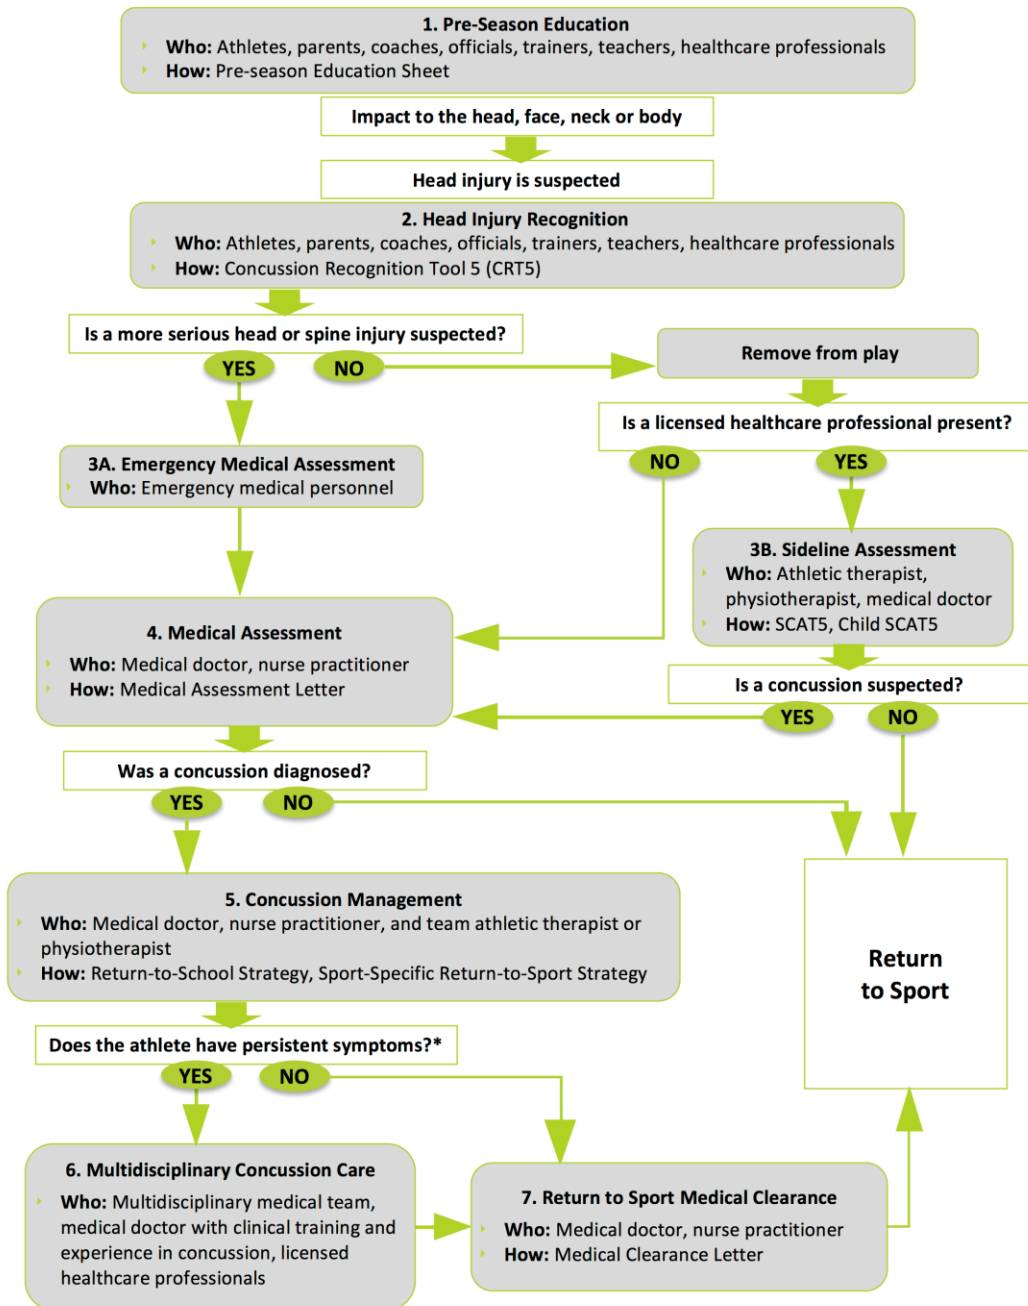 1. Pre-Season Education
Who: Athletes, parents, coaches, officials, trainers, teachers, healthcare professionals
How: Pre-season Education Sheet
Impact to the head, face, neck or body
Head injury is suspected
2. Head Injury Recognition
Who: Athletes, parents, coaches, officials, trainers, teachers, healthcare professionals
How: Concussion Recognition Tool 5 (CRT5)
Is a more serious head or spine injury suspected?
YES
NO
Remove from play
Is a licensed healthcare professional present?
NO
YES
3A. Emergency Medical Assessment
Who: Emergency medical personnel
3B. Sideline Assessment
Who: Athletic therapist,
physiotherapist, medical doctor
How: SCAT5, Child SCAT5
4. Medical Assessment
Who: Medical doctor, nurse practitioner
How: Medical Assessment Letter
Is a concussion suspected?
YES
NO
Was a concussion diagnosed?
YES
NO
5. Concussion Management
Who: Medical doctor, nurse practitioner, and team athletic therapist or
physiotherapist
How: Return-to-School Strategy, Sport-Specific Return-to-Sport Strategy
Return
to Sport
Does the athlete have persistent symptoms?*
YES
NO
6. Multidisciplinary Concussion Care
Who: Multidisciplinary medical team,
medical doctor with clinical training and
experience in concussion, licensed
healthcare professionals
7. Return to Sport Medical Clearance
Who: Medical doctor, nurse practitioner
How: Medical Clearance Letter